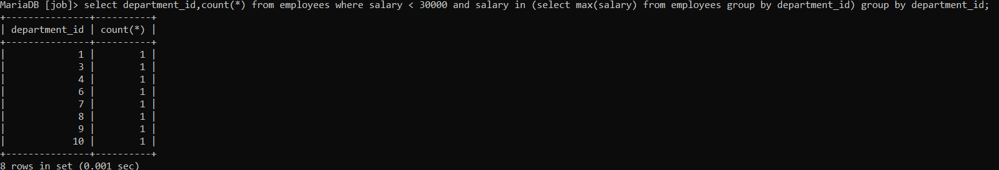 MariaDB [job]> select department_id,count(*) from employees where salary < 30000 and salary in (select max(salary) from employees group by department_id) group by department_id;
+---------------+----------+
| department_id | count(*) |
+---------------+----------+
|             1 |        1 |
|             3 |        1 |
|             4 |        1 |
|             6 |        1 |
|             7 |        1 |
|             8 |        1 |
|             9 |        1 |
|            10 |        1 |
+---------------+----------+
8 rows in set (0.001 sec)